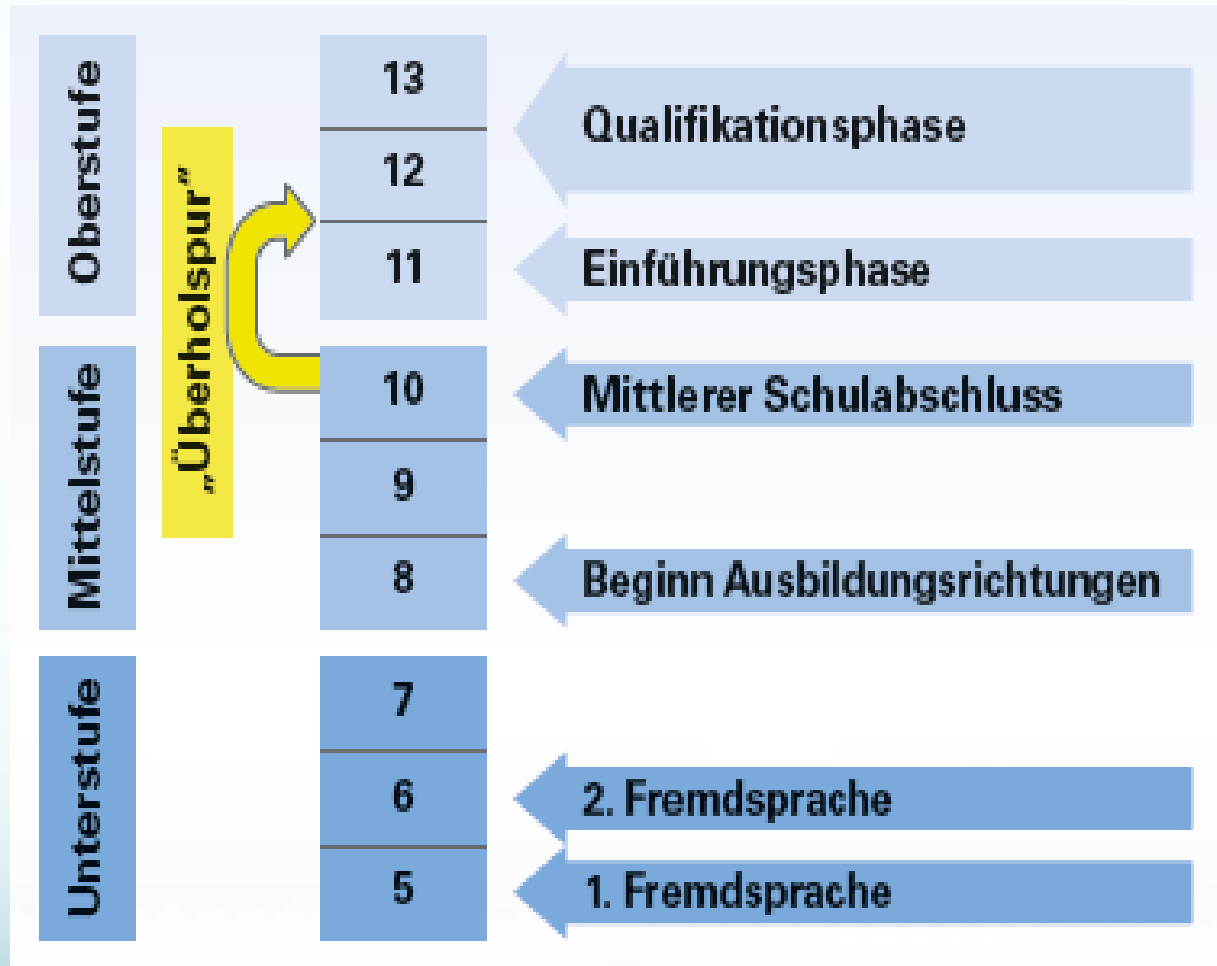 Oberstufe
13
Qualifikationsphase
12
11
Einführungsphase
„Überholspur“
Mittelstufe
10
Mittlerer Schulabschluss
9
8
Beginn Ausbildungsrichtungen
Unterstufe
7
6
2. Fremdsprache
5
1. Fremdsprache